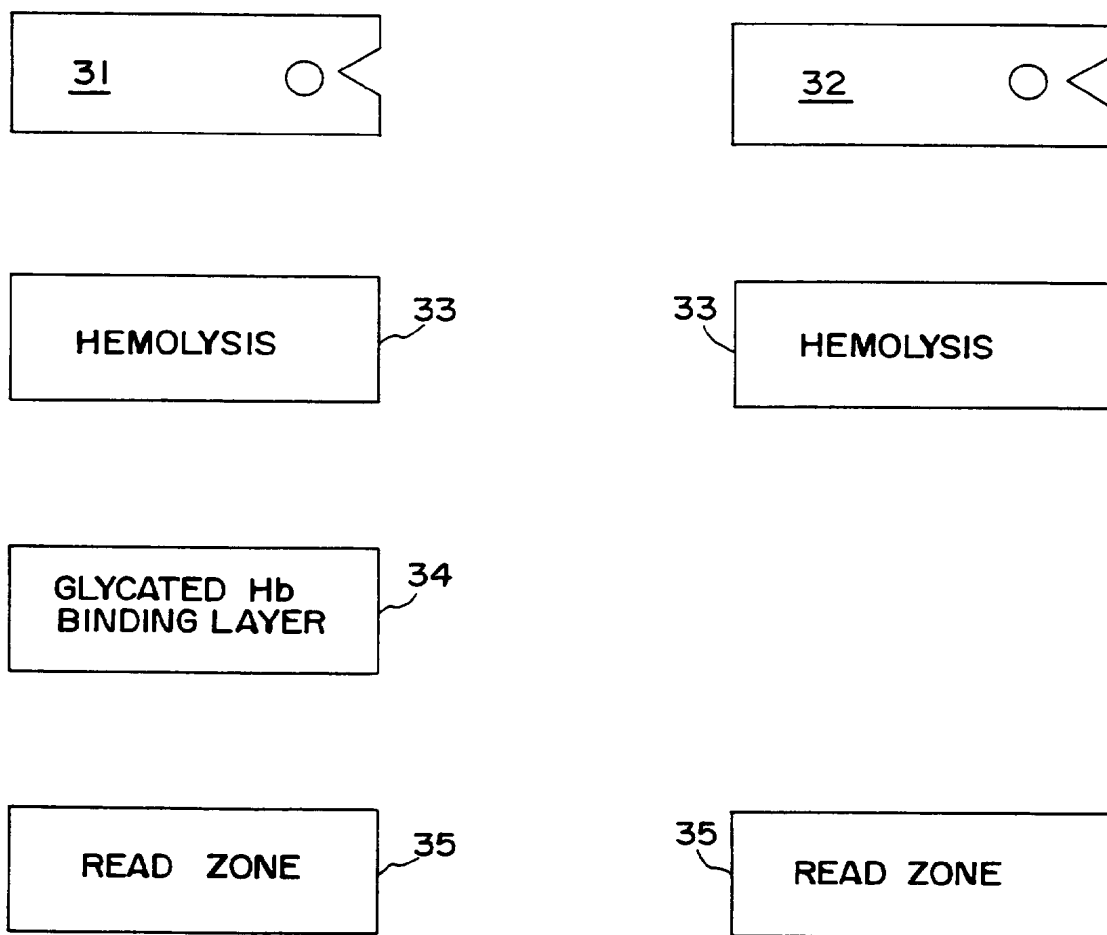 31
32
HEMOLYSIS
33
33
HEMOLYSIS
GLYCATED Hb
BINDING LAYER
34
READ ZONE
35
35
READ ZONE